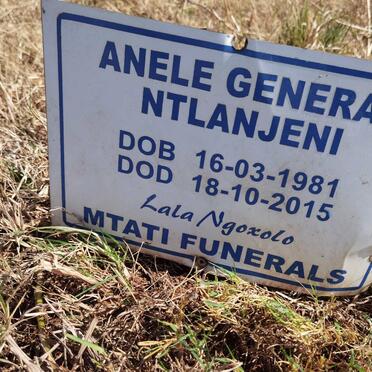 ANELE GENERA
NTLANJENI
DOB 16-03-1981
DOD 18-10-2015
Lala Ngoxolo
MTATI FUNERALS